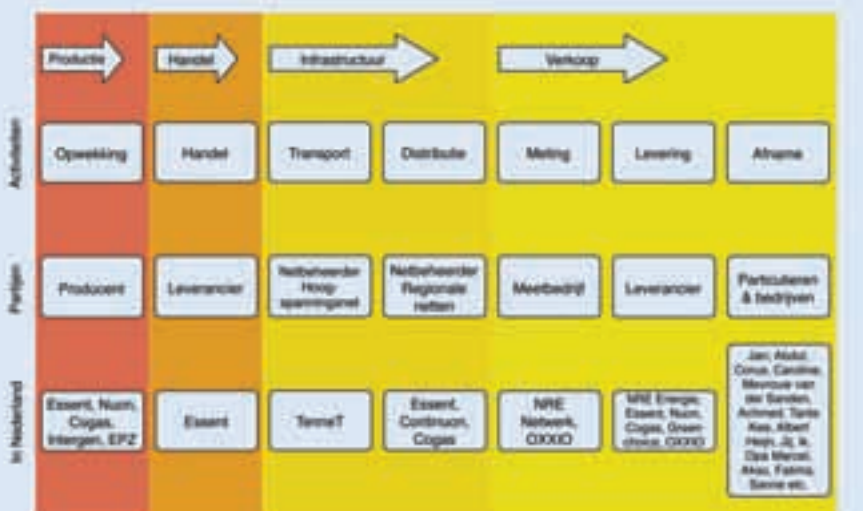 Productie
Handel
Infrastructuur
Verkoop
Activiteiten
Opwekking
Handel
Transport
Distributie
Meting
Levering
Afname
Partijen
Producent
Leverancier
Netbeheerder
Hoog-
spanningsnet
Netbeheerder
Regionale
netten
Meetbedrijf
Leverancier
Particulieren
& bedrijven
In Nederland
Essent, Nuon,
Cogas,
Intergen, EPZ
Essent
TenneT
Essent,
Continuon,
Cogas
NRE
Netwerk,
OXXIO
NRE Energie,
Essent, Nuon,
Cogas, Green-
choice, OXXIO
Jan, Abdul,
Corus, Caroline,
Mevrouw van
der Sanden,
Achmed, Tante
Kee, Albert
Heijn, Jij, Ik,
Opa Marcel,
Fatima,
Sanne etc.